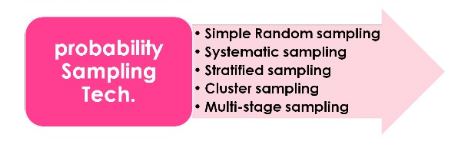 probability
Sampling
Tech.
• Simple Random sampling
• Systematic sampling
• Stratified sampling
• Cluster sampling
• Multi-stage sampling